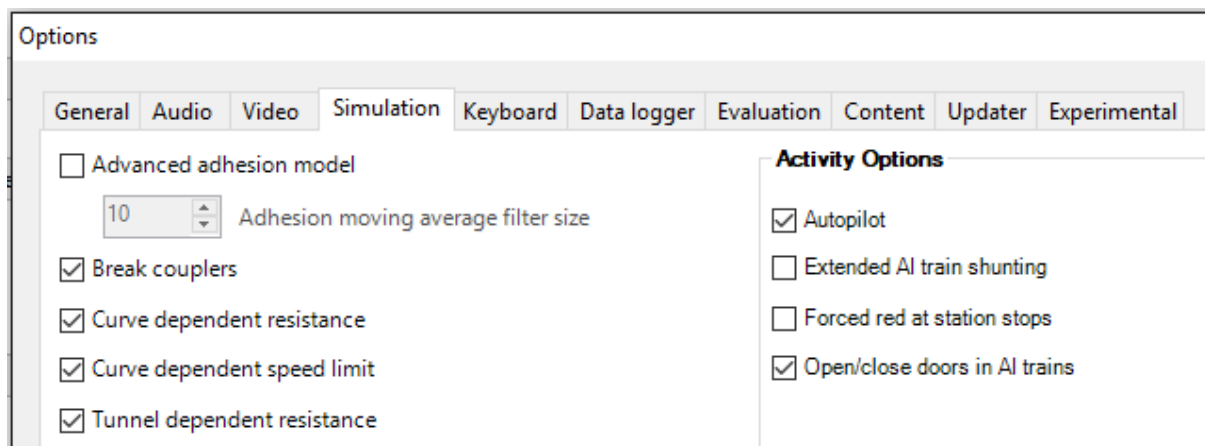 Options
General Audio Video Simulation Keyboard Data logger Evaluation Content Updater Experimental
Advanced adhesion model
10 Adhesion moving average filter size
Break couplers
Curve dependent resistance
Curve dependent speed limit
Tunnel dependent resistance
Activity Options
Autopilot
Extended AI train shunting
Forced red at station stops
Open/close doors in AI trains